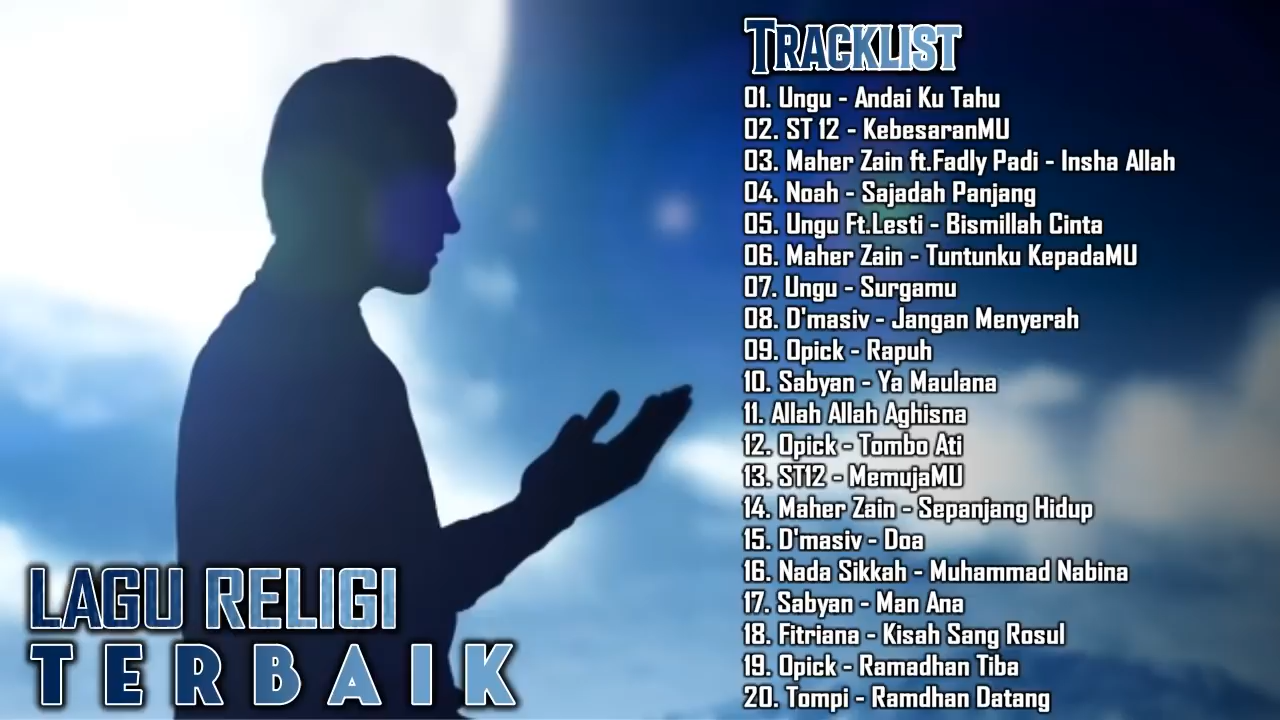 TRACKLIST
01. Ungu - Andai Ku Tahu
02. ST 12 - KebesaranMU
03. Maher Zain ft.Fadly Padi - Insha Allah
04. Noah - Sajadah Panjang
05. Ungu Ft.Lesti - Bismillah Cinta
06. Maher Zain - Tuntunku KepadaMU
07. Ungu - Surgamu
08. D'masiv - Jangan Menyerah
09. Opick - Rapuh
10. Sabyan - Ya Maulana
11. Allah Allah Aghisna
12. Opick - Tombo Ati
13. ST12 - MemujaMU
14. Maher Zain - Sepanjang Hidup
15. D'masiv - Doa
16. Nada Sikkah - Muhammad Nabina
17. Sabyan - Man Ana
18. Fitriana - Kisah Sang Rosul
19. Opick - Ramadhan Tiba
20. Tompi - Ramdhan Datang
LAGU RELIGI
TERBAIK